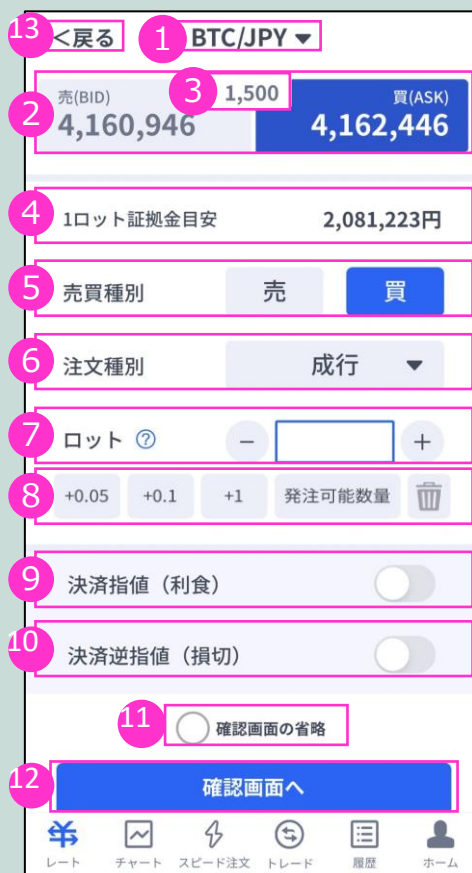 13 <戻る 1 BTC/JPY ▼
2 売(BID) 3 1,500 買(ASK)
4,160,946 4,162,446
4 1ロット証拠金目安 2,081,223円
5 売買種別 売 買
6 注文種別 成行 ▼
7 ロット ? − +
8 +0.05 +0.1 +1 発注可能数量
9 決済指値（利食）
10 決済逆指値（損切）
11 確認画面の省略
12 確認画面へ
レート チャート スピード注文 トレード 履歴 ホーム